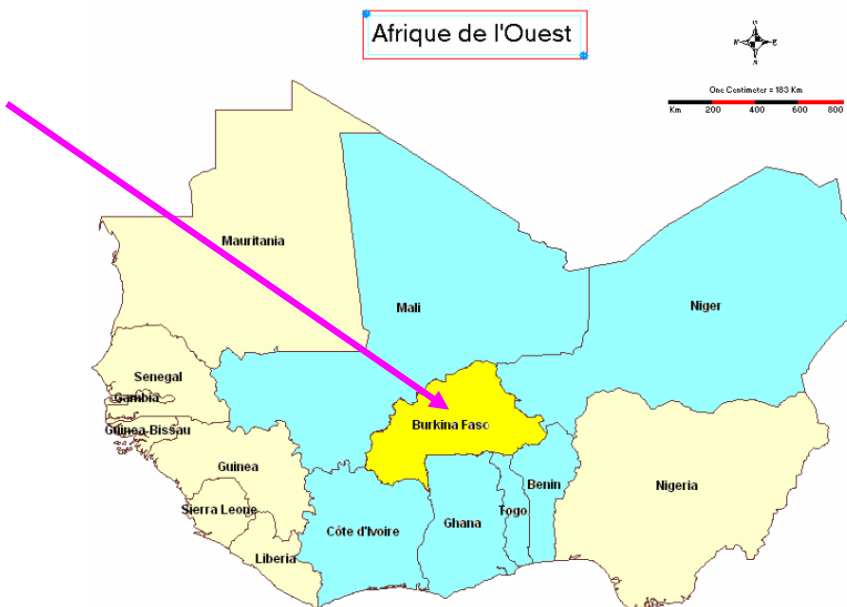 Afrique de l'Ouest
One Centimeter = 183 Km
Km 200 400 600 800
Mauritania
Mali
Niger
Senegal
Gambia
Guinea-Bissau
Burkina Faso
Guinea
Benin
Nigeria
Sierra Leone
Togo
Ghana
Côte d'Ivoire
Liberia